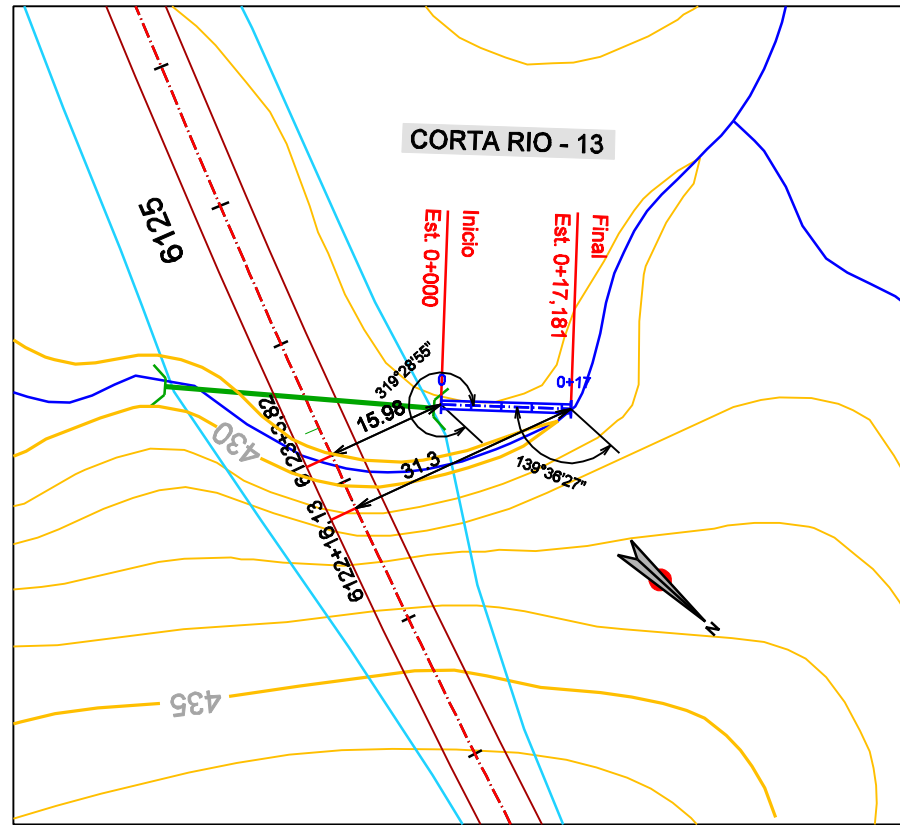 CORTA RIO - 13
6125
Inicio
Est. 0+000
Final
Est. 0+17,181
319°28'55"
0
0+17
15.98
6123+3,82
430
31.3
139°36'27"
6122+16,13
N
435